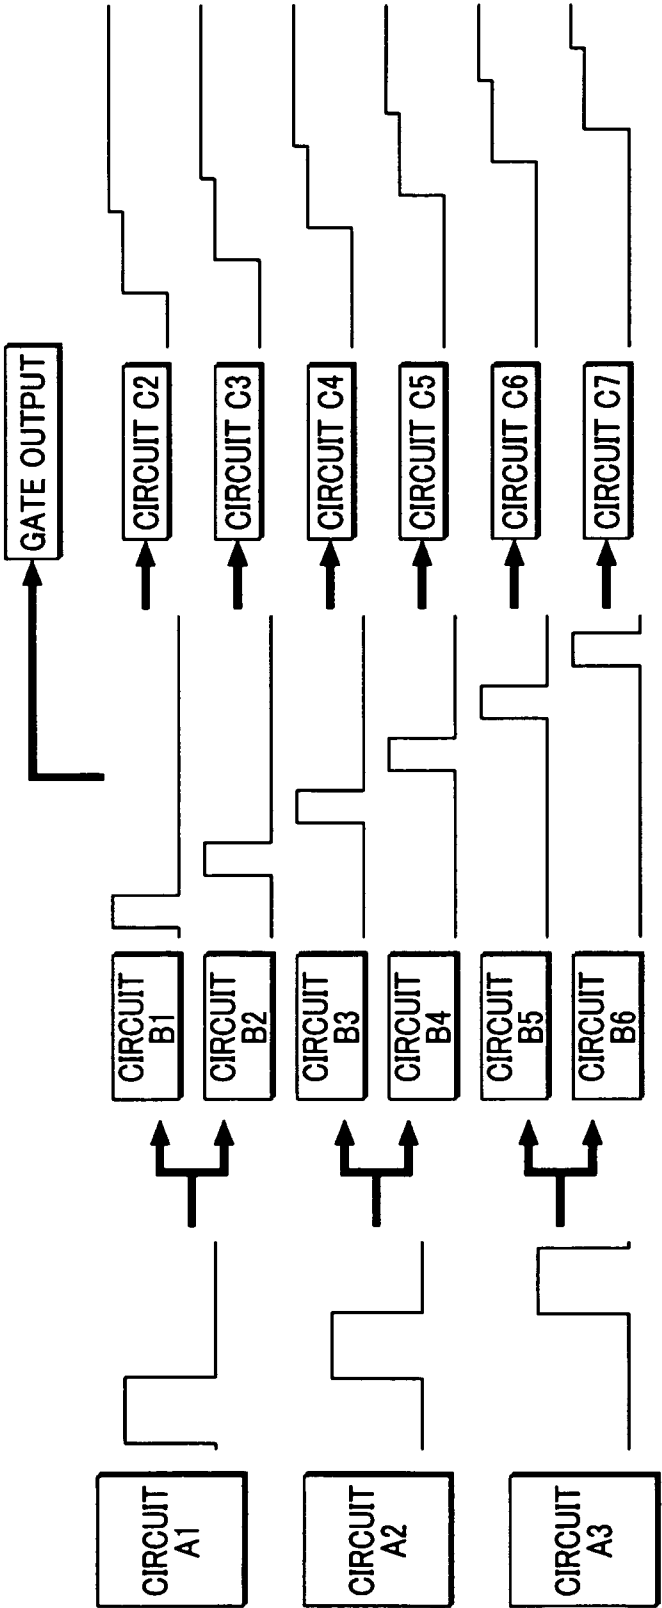 GATE OUTPUT
CIRCUIT
A1
CIRCUIT
A2
CIRCUIT
A3
CIRCUIT
B1
CIRCUIT
B2
CIRCUIT
B3
CIRCUIT
B4
CIRCUIT
B5
CIRCUIT
B6
CIRCUIT C2
CIRCUIT C3
CIRCUIT C4
CIRCUIT C5
CIRCUIT C6
CIRCUIT C7